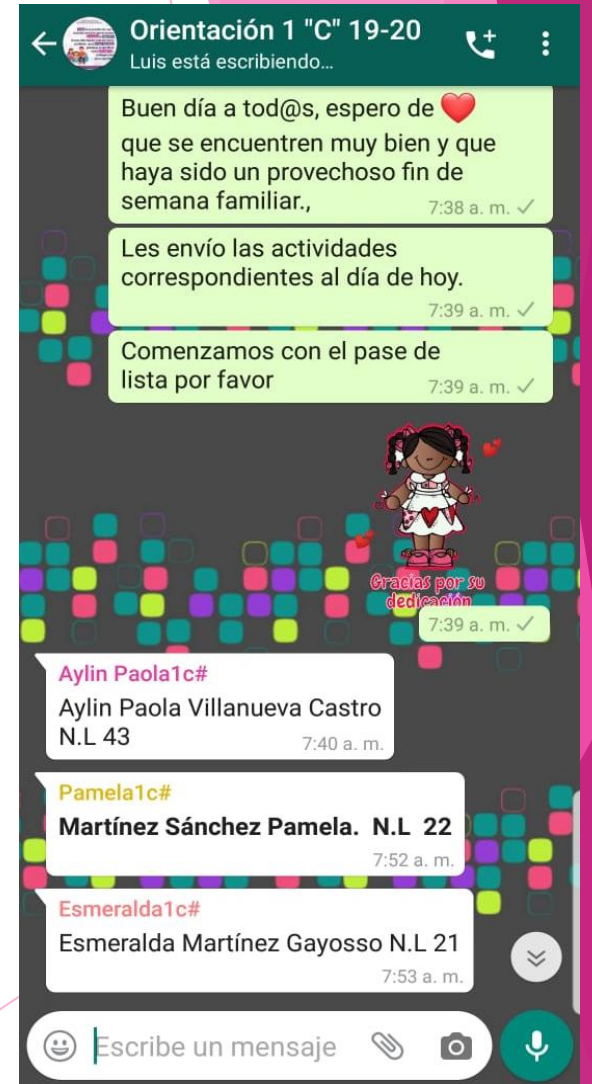 Orientación 1 "C" 19-20
Luis está escribiendo...
Buen día a tod@s, espero de ❤️
que se encuentren muy bien y que
haya sido un provechoso fin de
semana familiar.,
7:38 a. m.
Les envío las actividades
correspondientes al día de hoy.
7:39 a. m.
Comenzamos con el pase de
lista por favor
7:39 a. m.
Gracias por su
dedicación
7:39 a. m.
Aylin Paola1c#
Aylin Paola Villanueva Castro
N.L 43
7:40 a. m.
Pamela1c#
Martínez Sánchez Pamela. N.L 22
7:52 a. m.
Esmeralda1c#
Esmeralda Martínez Gayosso N.L 21
7:53 a. m.
Escribe un mensaje